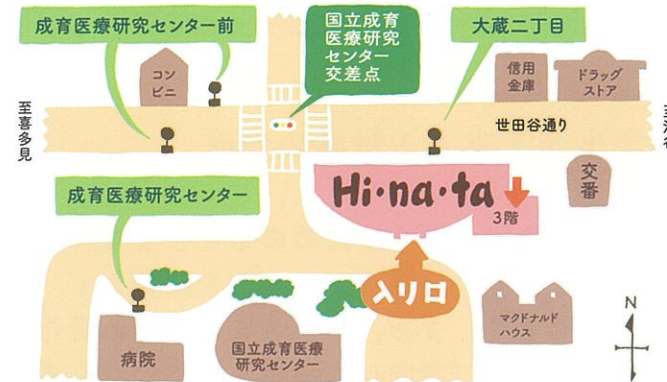 成育医療研究センター前
国立成育
医療研究
センター
交差点
大蔵二丁目
コン
ビニ
信用
金庫
ドラッグ
ストア
至喜多見
世田谷通り
交番
成育医療研究センター
Hi・na・ta
3階
入り口
病院
国立成育医療
研究センター
マクドナルド
ハウス
N